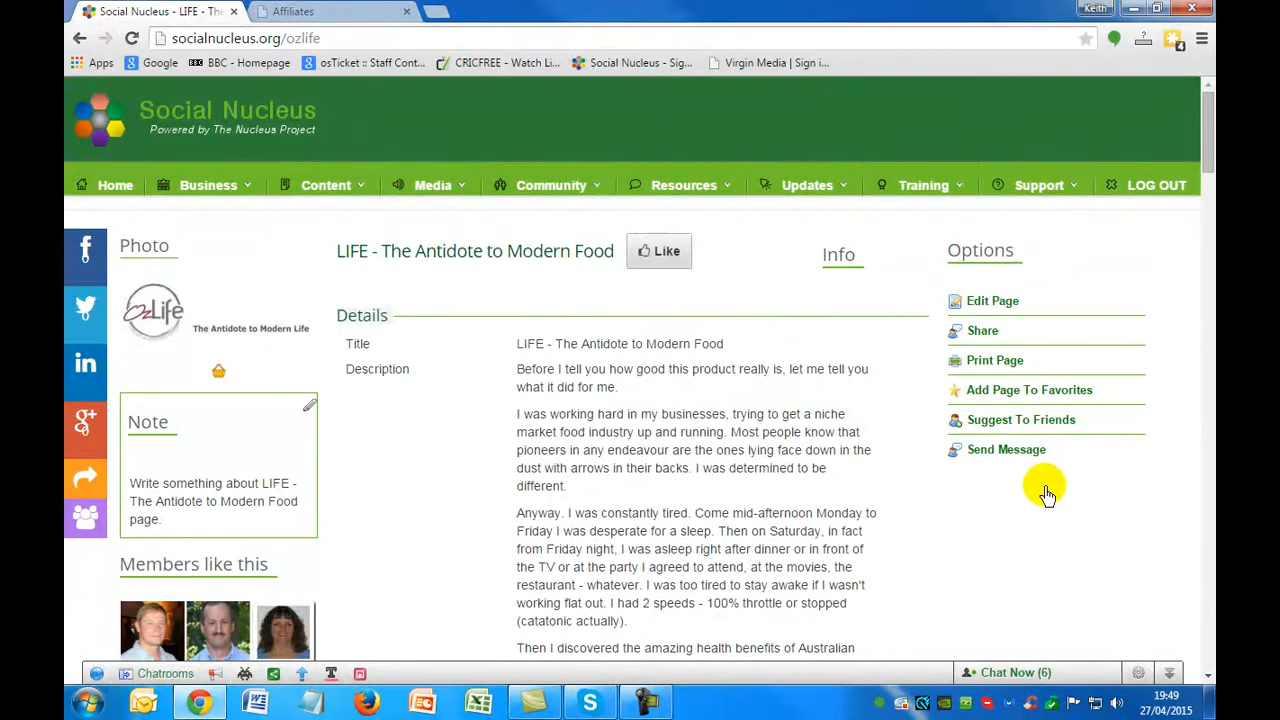 Social Nucleus - LIFE - The
Affiliates
Keith
socialnucleus.org/ozlife
4
Apps
Google
BBC - Homepage
osTicket :: Staff Cont...
CRICFREE - Watch Li...
Social Nucleus - Sig...
Virgin Media | Sign i...
Social Nucleus
Powered by The Nucleus Project
Home
Business
Content
Media
Community
Resources
Updates
Training
Support
LOG OUT
Photo
OzLife
The Antidote to Modern Life
Note
Write something about LIFE -
The Antidote to Modern Food
page.
Members like this
0
0
0
LIFE - The Antidote to Modern Food
Like
Info
Details
Title
LIFE - The Antidote to Modern Food
Description
Before I tell you how good this product really is, let me tell you
what it did for me.
I was working hard in my businesses, trying to get a niche
market food industry up and running. Most people know that
pioneers in any endeavour are the ones lying face down in the
dust with arrows in their backs. I was determined to be
different.
Anyway. I was constantly tired. Come mid-afternoon Monday to
Friday I was desperate for a sleep. Then on Saturday, in fact
from Friday night, I was asleep right after dinner or in front of
the TV or at the party I agreed to attend, at the movies, the
restaurant - whatever. I was too tired to stay awake if I wasn't
working flat out. I had 2 speeds - 100% throttle or stopped
(catatonic actually).
Then I discovered the amazing health benefits of Australian
Options
Edit Page
Share
Print Page
Add Page To Favorites
Suggest To Friends
Send Message
Chatrooms
Chat Now (6)
19:49
27/04/2015